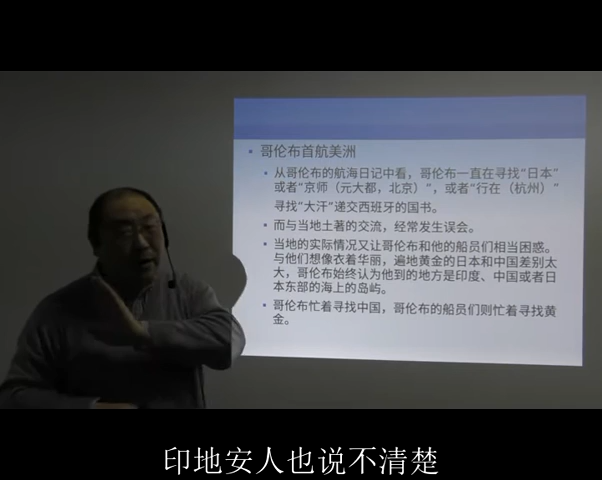 哥伦布首航美洲
从哥伦布的航海日记中看，哥伦布一直在寻找“日本”
或者“京师（元大都，北京）”，或者“行在（杭州）”
寻找“大汗”递交西班牙的国书。
而与当地土著的交流，经常发生误会。
当地的实际情况又让哥伦布和他的船员们相当困惑。
与他们想像衣着华丽，遍地黄金的日本和中国差别太
大，哥伦布始终认为他到的地方是印度、中国或者日
本东部的海上的岛屿。
哥伦布忙着寻找中国，哥伦布的船员们则忙着寻找黄
金。
印地安人也说不清楚